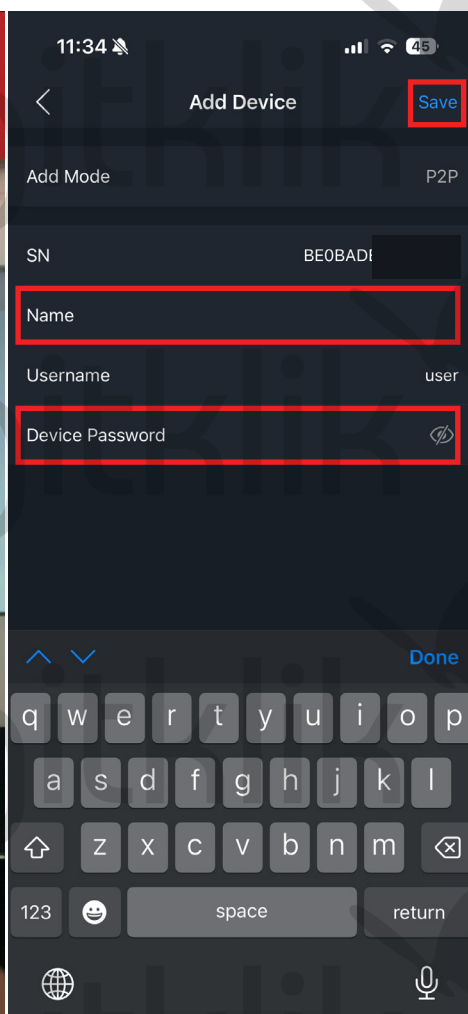 11:34
45
Add Device
Save
Add Mode
P2P
SN
BE0BADE
Name
Username
user
Device Password
Done
q w e r t y u i o p
a s d f g h j k l
z x c v b n m
123
space
return
gitklik